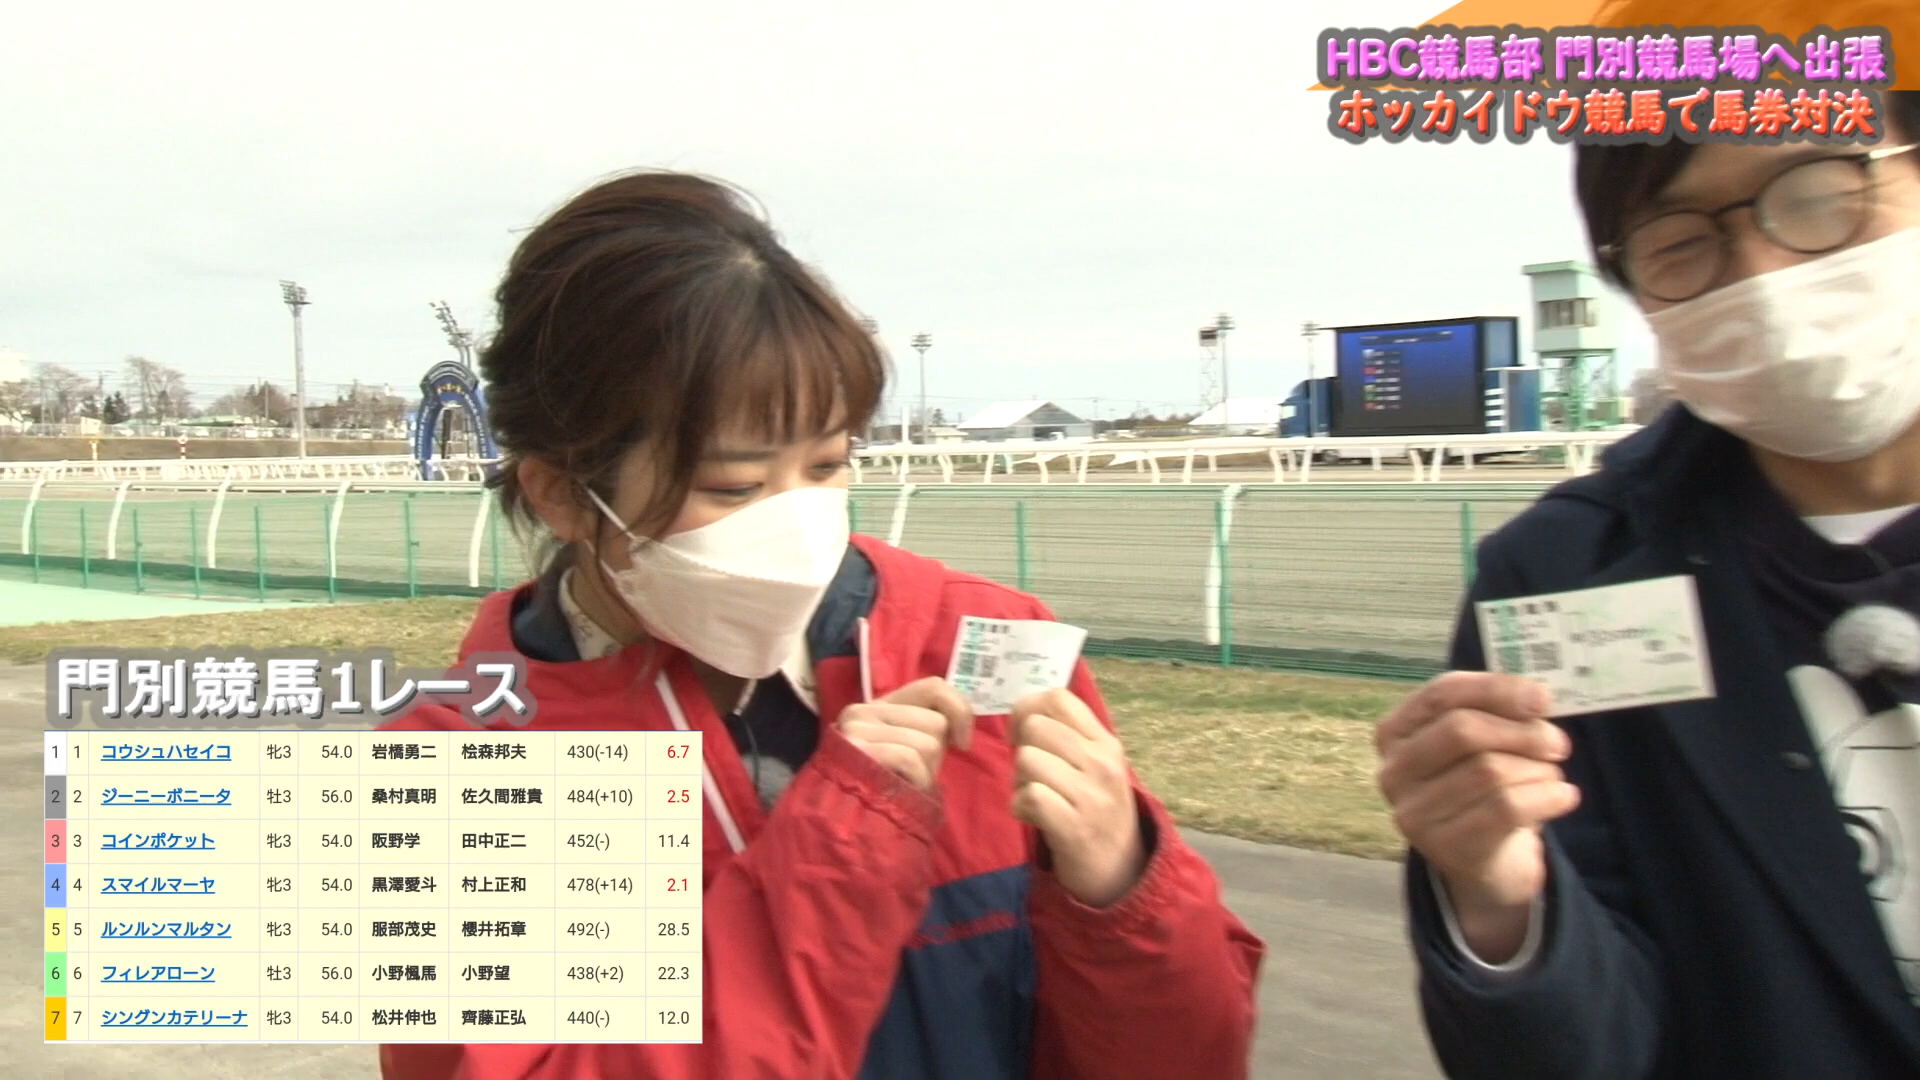 HBC競馬部 門別競馬場へ出張
ホッカイドウ競馬で馬券対決
門別競馬1レース
1 1 コウシュハセイコ 牝3 54.0 岩橋勇二 桧森邦夫 430(-14) 6.7
2 2 ジーニーボニータ 牡3 56.0 桑村真明 佐久間雅貴 484(+10) 2.5
3 3 コインポケット 牝3 54.0 阪野学 田中正二 452(-) 11.4
4 4 スマイルマーヤ 牝3 54.0 黒澤愛斗 村上正和 478(+14) 2.1
5 5 ルンルンマルタン 牝3 54.0 服部茂史 櫻井拓章 492(-) 28.5
6 6 フィレアローン 牡3 56.0 小野楓馬 小野望 438(+2) 22.3
7 7 シングンカテリーナ 牝3 54.0 松井伸也 齊藤正弘 440(-) 12.0